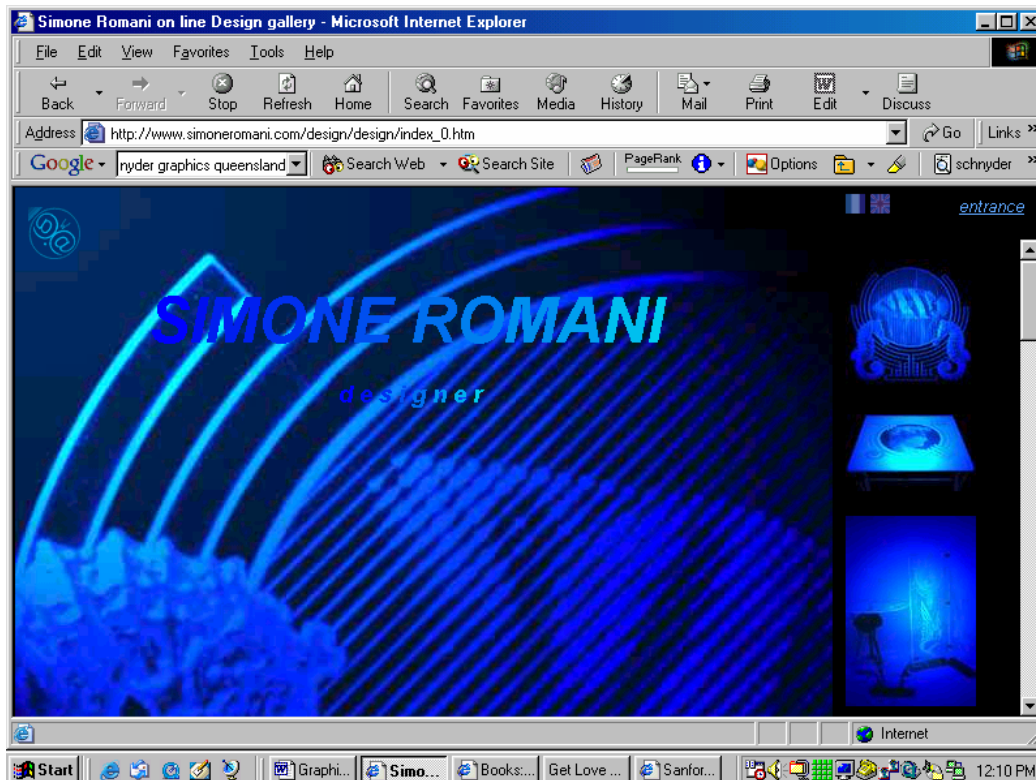 Simone Romani on line Design gallery - Microsoft Internet Explorer
File Edit View Favorites Tools Help
Back Forward Stop Refresh Home Search Favorites Media History Mail Print Edit Discuss
Address http://www.simoneromani.com/design/design/index_0.htm Go Links »
Google nyder graphics queensland Search Web Search Site PageRank Options schnyder »
entrance
SIMONE ROMANI
designer
Internet
Start Graphi... Simo... Books:... Get Love ... Sanfor... 12:10 PM